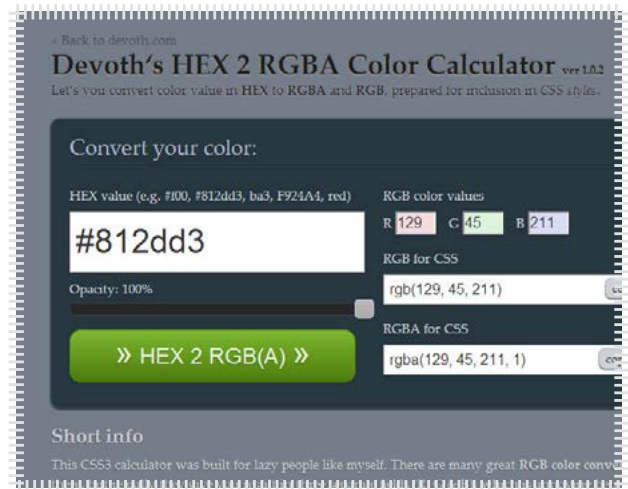 « Back to devoth.com
Devoth's HEX 2 RGBA Color Calculator ver 1.0.2
Let's you convert color value in HEX to RGBA and RGB, prepared for inclusion in CSS styles.
Convert your color:
HEX value (e.g. #f00, #812dd3, ba3, F924A4, red)
#812dd3
Opacity: 100%
» HEX 2 RGB(A) »
RGB color values
R 129 G 45 B 211
RGB for CSS
rgb(129, 45, 211)
RGBA for CSS
rgba(129, 45, 211, 1)
Short info
This CSS3 calculator was built for lazy people like myself. There are many great RGB color